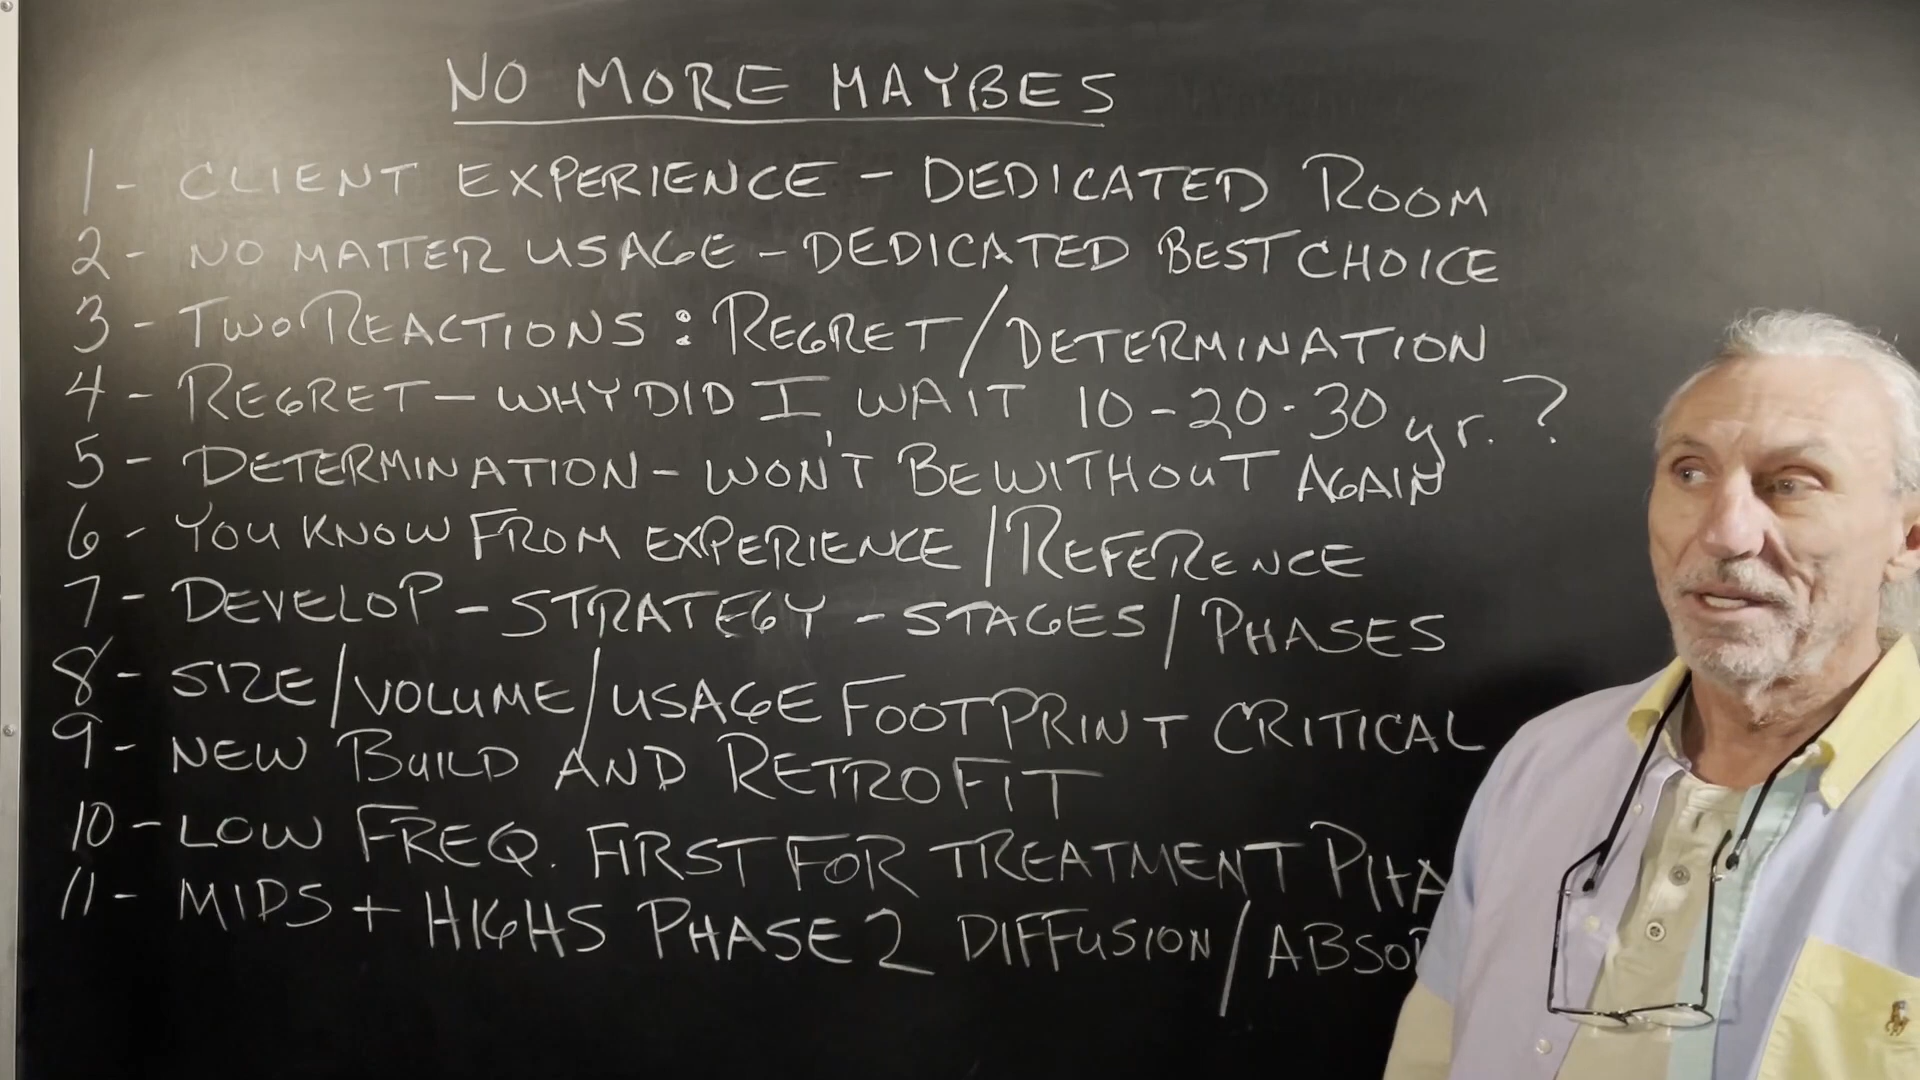 NO MORE MAYBES
1- CLIENT EXPERIENCE - DEDICATED ROOM
2- NO MATTER USAGE - DEDICATED BEST CHOICE
3- TWO REACTIONS: REGRET/DETERMINATION
4- REGRET - WHY DID I WAIT 10-20-30 yr.?
5- DETERMINATION - WON'T BE WITHOUT AGAIN
6- YOU KNOW FROM EXPERIENCE/REFERENCE
7- DEVELOP - STRATEGY - STAGES/PHASES
8- SIZE/VOLUME/USAGE FOOTPRINT CRITICAL
9- NEW BUILD AND RETROFIT
10- LOW FREQ. FIRST FOR TREATMENT PHA
11- MIDS + HIGHS PHASE 2 DIFFUSION/ABSO